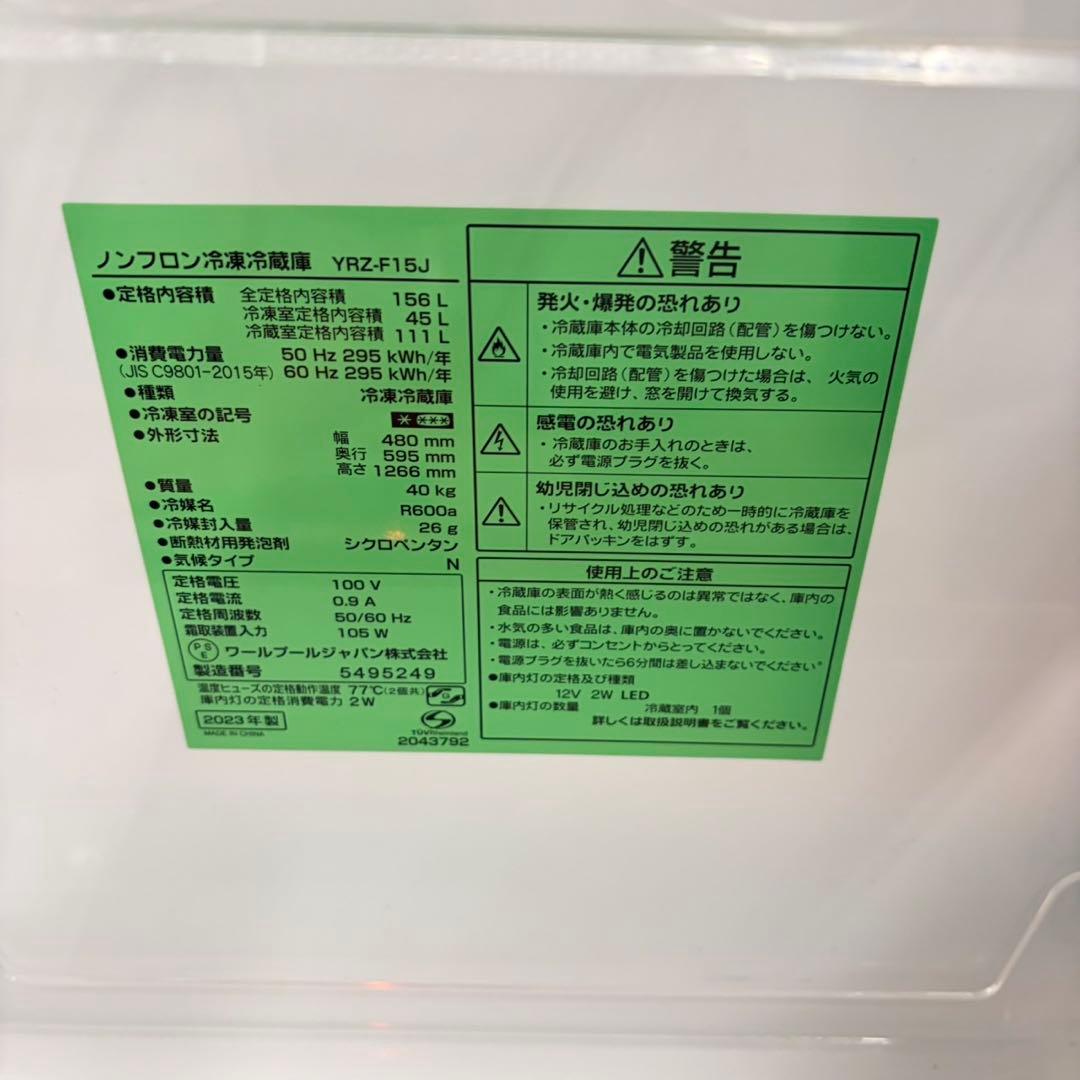 ノンフロン冷凍冷蔵庫 YRZ-F15J
●定格内容積 全定格内容積 156 L
冷凍室定格内容積 45 L
冷蔵室定格内容積 111 L
●消費電力量 50 Hz 295 kWh/年
(JIS C9801-2015年) 60 Hz 295 kWh/年
●種類 冷凍冷蔵庫
●冷凍室の記号 * ***
●外形寸法 幅 480 mm
奥行 595 mm
高さ 1266 mm
●質量 40 kg
●冷媒名 R600a
●冷媒封入量 26 g
●断熱材用発泡剤 シクロペンタン
●気候タイプ N
定格電圧 100 V
定格電流 0.9 A
定格周波数 50/60 Hz
霜取装置入力 105 W
PSE ワールプールジャパン株式会社
製造番号 5495249
温度ヒューズの定格動作温度 77℃(2個共)
庫内灯の定格消費電力 2W
G
2023年製
MADE IN CHINA
TÜVRheinland
2043792
警告
発火・爆発の恐れあり
・冷蔵庫本体の冷却回路(配管)を傷つけない。
・冷蔵庫内で電気製品を使用しない。
・冷却回路(配管)を傷つけた場合は、火気の
使用を避け、窓を開けて換気する。
感電の恐れあり
・冷蔵庫のお手入れのときは、
必ず電源プラグを抜く。
幼児閉じ込めの恐れあり
・リサイクル処理などのため一時的に冷蔵庫を
保管され、幼児閉じ込めの恐れがある場合は、
ドアパッキンをはずす。
使用上のご注意
・冷蔵庫の表面が熱く感じるのは異常ではなく、庫内の
食品には影響ありません。
・水気の多い食品は、庫内の奥に置かないでください。
・電源は、必ずコンセントからとってください。
・電源プラグを抜いたら6分間は差し込まないでください。
●庫内灯の定格及び種類
12V 2W LED
●庫内灯の数量 冷蔵室内 1個
詳しくは取扱説明書をご覧ください。